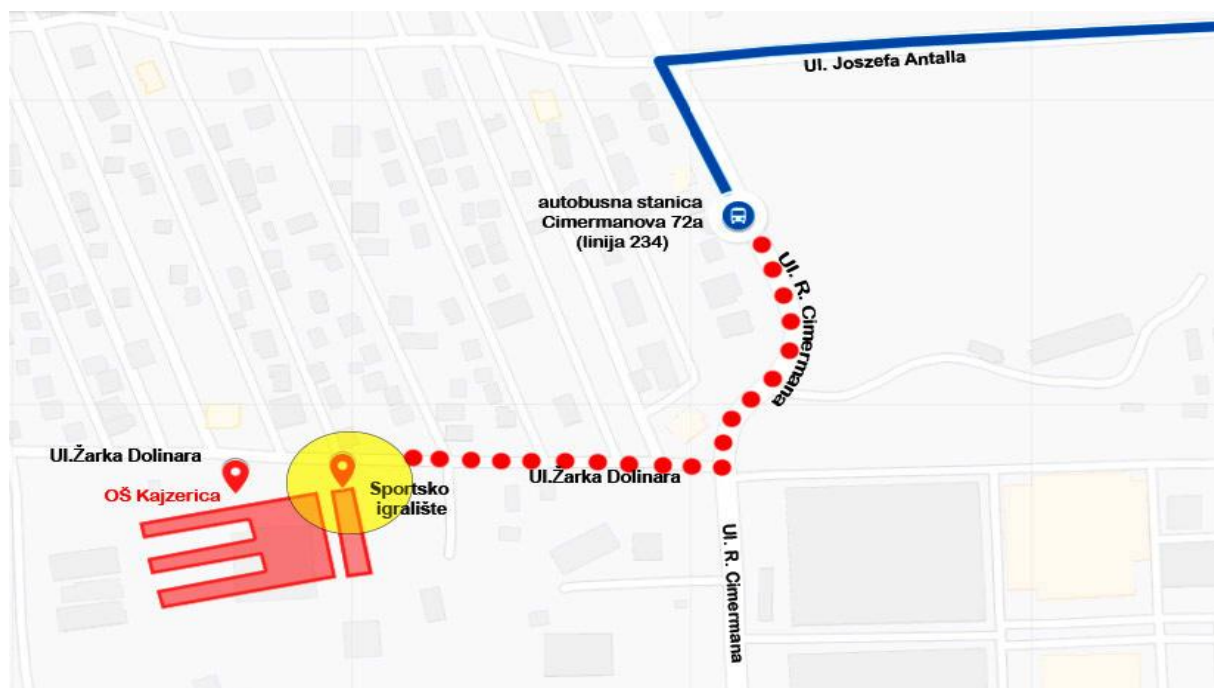 Ul. Joszefa Antalla
autobusna stanica
Cimermanova 72a
(linija 234)
Ul. R. Cimermana
Ul.Žarka Dolinara
OŠ Kajzerica
Sportsko
igralište
Ul.Žarka Dolinara
Ul. R. Cimermana